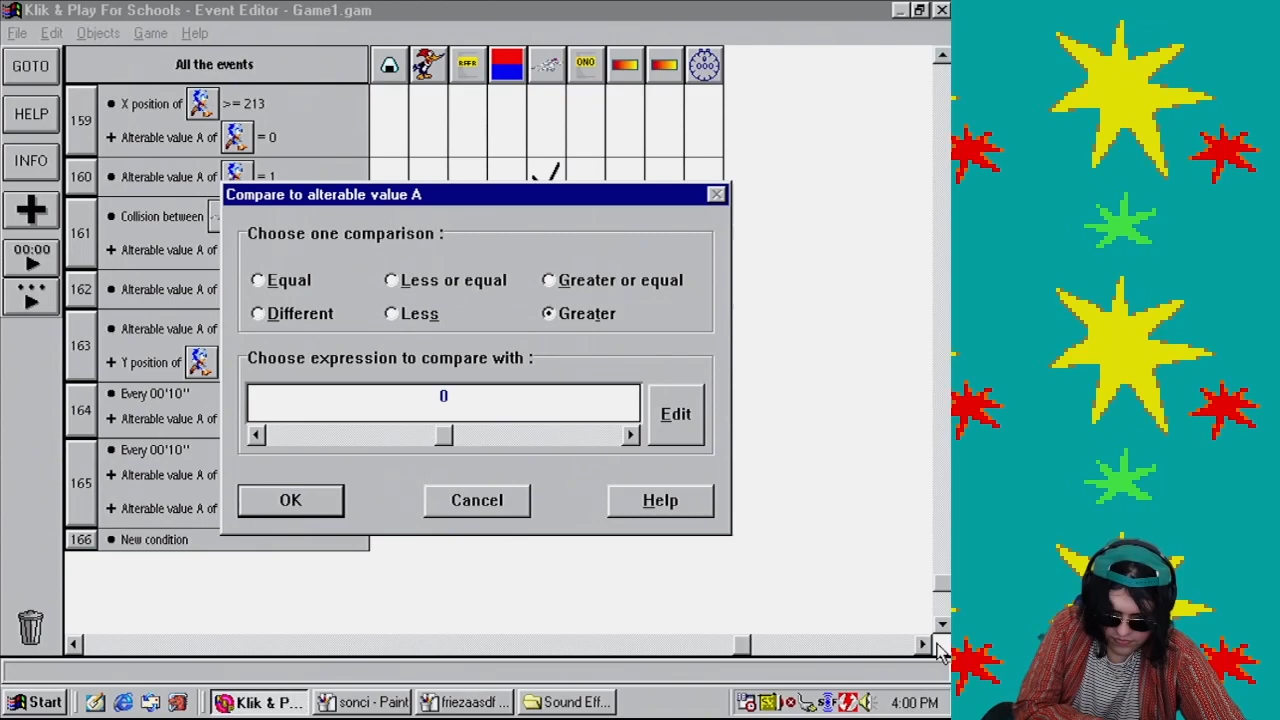 Klik & Play For Schools - Event Editor - Game1.gam
File Edit Objects Game Help
GOTO
HELP
INFO
00:00
All the events
BEER
ONO
000
159
X position of >= 213
+ Alterable value A of = 0
160
Alterable value A of = 1
161
Collision between
+ Alterable value A of
162
Alterable value A of
163
Alterable value A of
+ Y position of
164
Every 00'10''
+ Alterable value A of
165
Every 00'10''
+ Alterable value A of
+ Alterable value A of
166
New condition
Compare to alterable value A
Choose one comparison :
Equal Less or equal Greater or equal
Different Less Greater
Choose expression to compare with :
0
Edit
OK Cancel Help
Start Klik & P... sonci - Paint friezaasdf ... Sound Eff... 4:00 PM